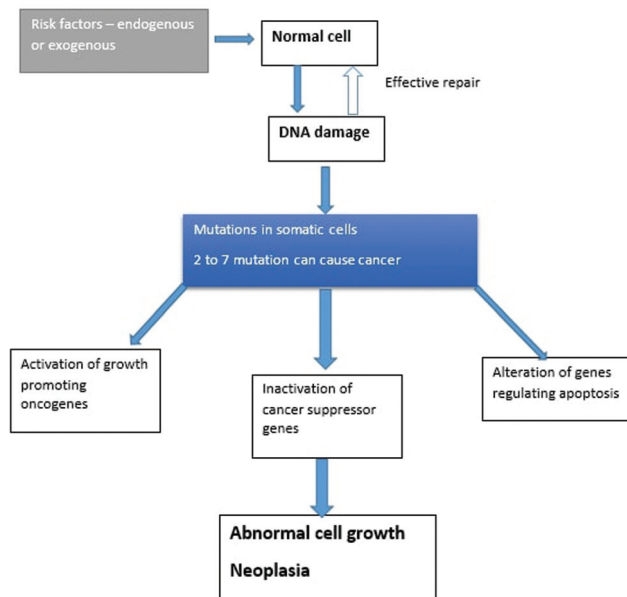 Risk factors – endogenous
or exogenous
Normal cell
Effective repair
DNA damage
Mutations in somatic cells
2 to 7 mutation can cause cancer
Activation of growth
promoting
oncogenes
Inactivation of
cancer suppressor
genes
Alteration of genes
regulating apoptosis
Abnormal cell growth
Neoplasia